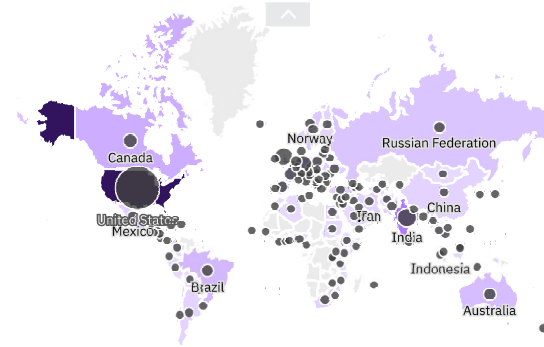 Norway
Russian Federation
Canada
China
United States
Iran
Mexico
India
Indonesia
Brazil
Australia